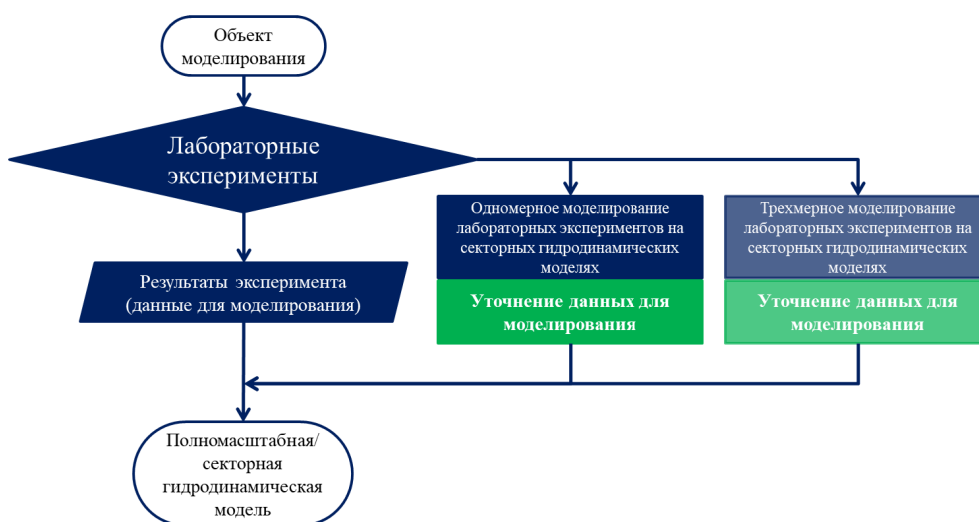 Объект
моделирования
Лабораторные
эксперименты
Одномерное моделирование
лабораторных экспериментов на
секторных гидродинамических
моделях
Трехмерное моделирование
лабораторных экспериментов на
секторных гидродинамических
моделях
Результаты эксперимента
(данные для моделирования)
Уточнение данных для
моделирования
Уточнение данных для
моделирования
Полномасштабная/
секторная
гидродинамическая
модель